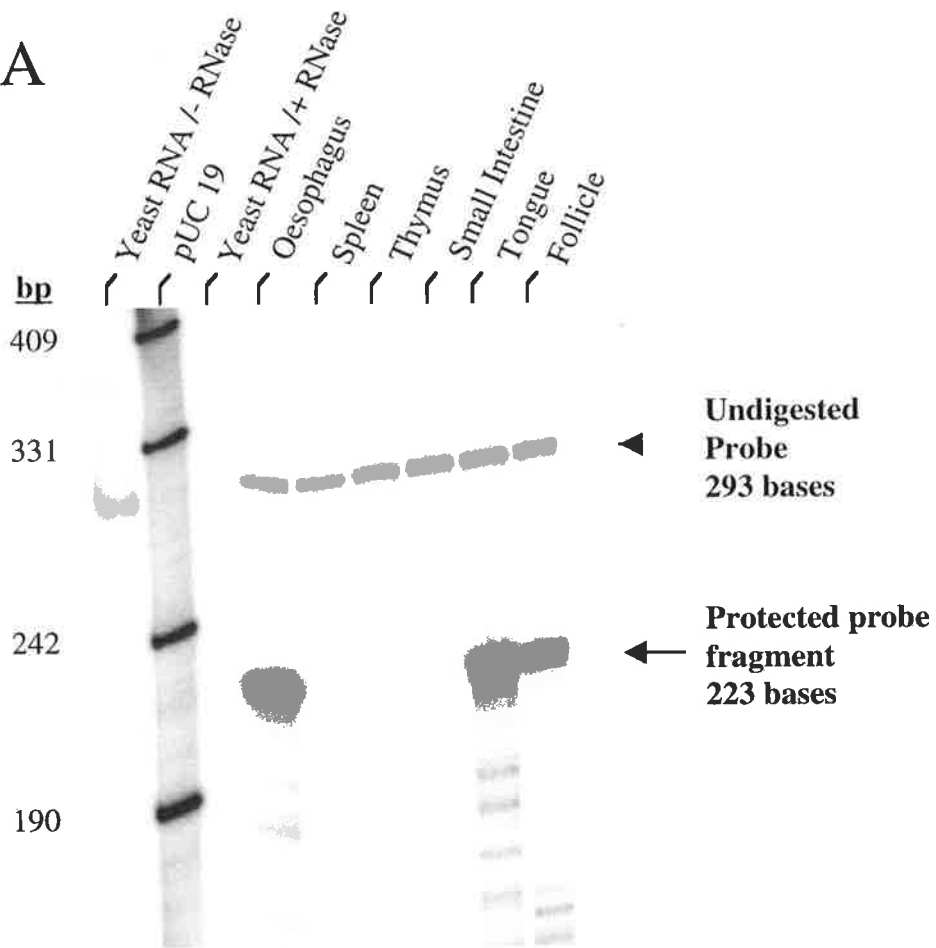 A
Yeast RNA /- RNase
pUC 19
Yeast RNA /+ RNase
Oesophagus
Spleen
Thymus
Small Intestine
Tongue
Follicle
bp
409
331
242
190
Undigested
Probe
293 bases
Protected probe
fragment
223 bases